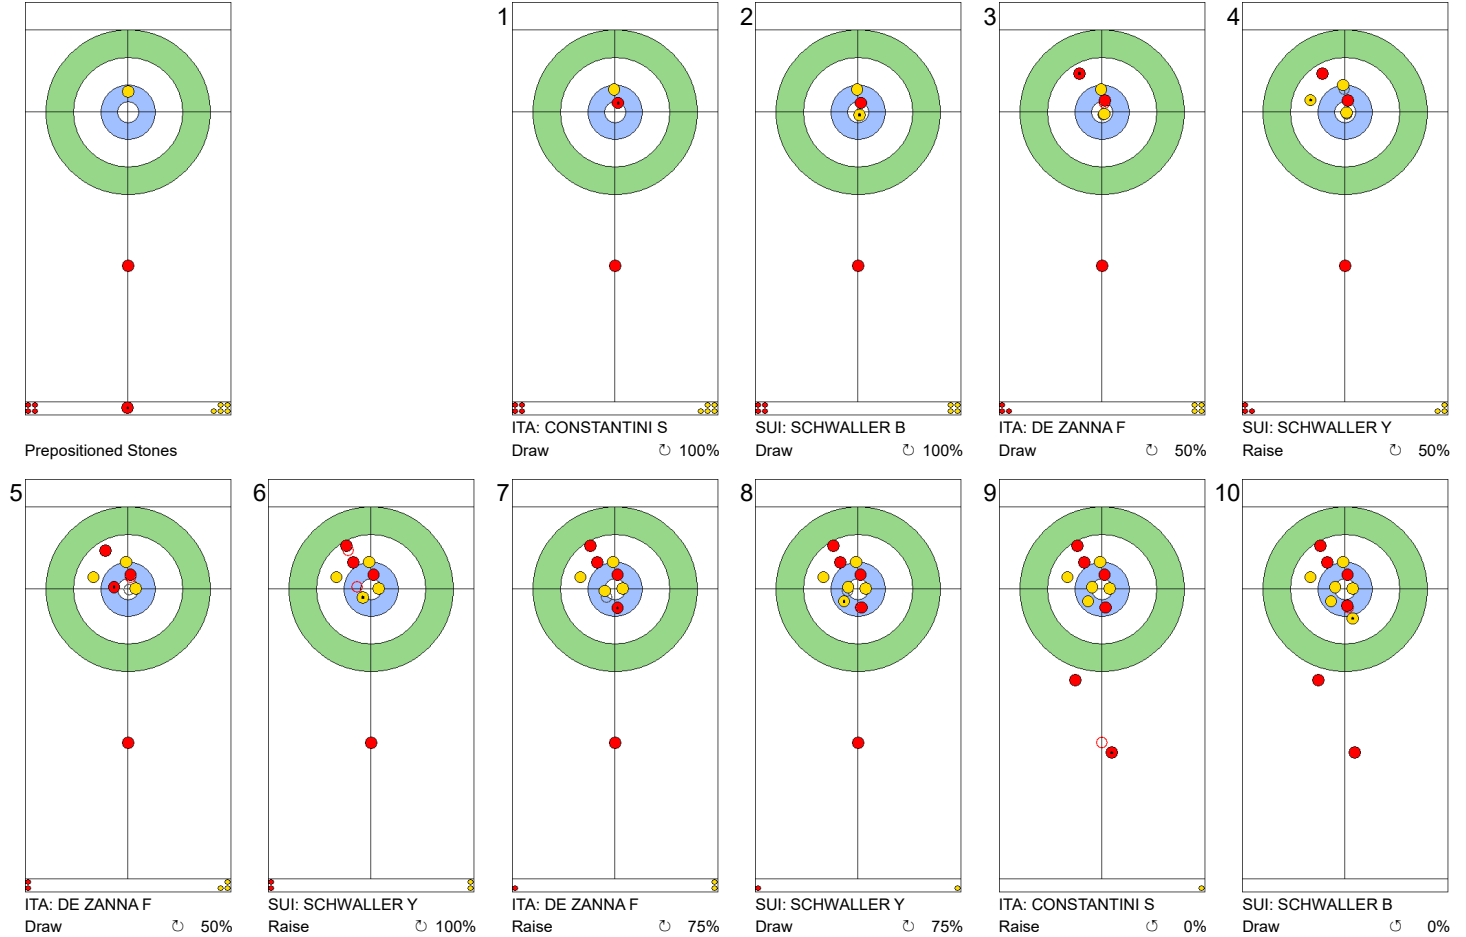 Prepositioned Stones
1
ITA: CONSTANTINI S
Draw ↻ 100%
2
SUI: SCHWALLER B
Draw ↻ 100%
3
ITA: DE ZANNA F
Draw ↻ 50%
4
SUI: SCHWALLER Y
Raise ↺ 50%
5
ITA: DE ZANNA F
Draw ↻ 50%
6
SUI: SCHWALLER Y
Raise ↻ 100%
7
ITA: DE ZANNA F
Raise ↻ 75%
8
SUI: SCHWALLER Y
Draw ↻ 75%
9
ITA: CONSTANTINI S
Raise ↻ 0%
10
SUI: SCHWALLER B
Draw ↺ 0%